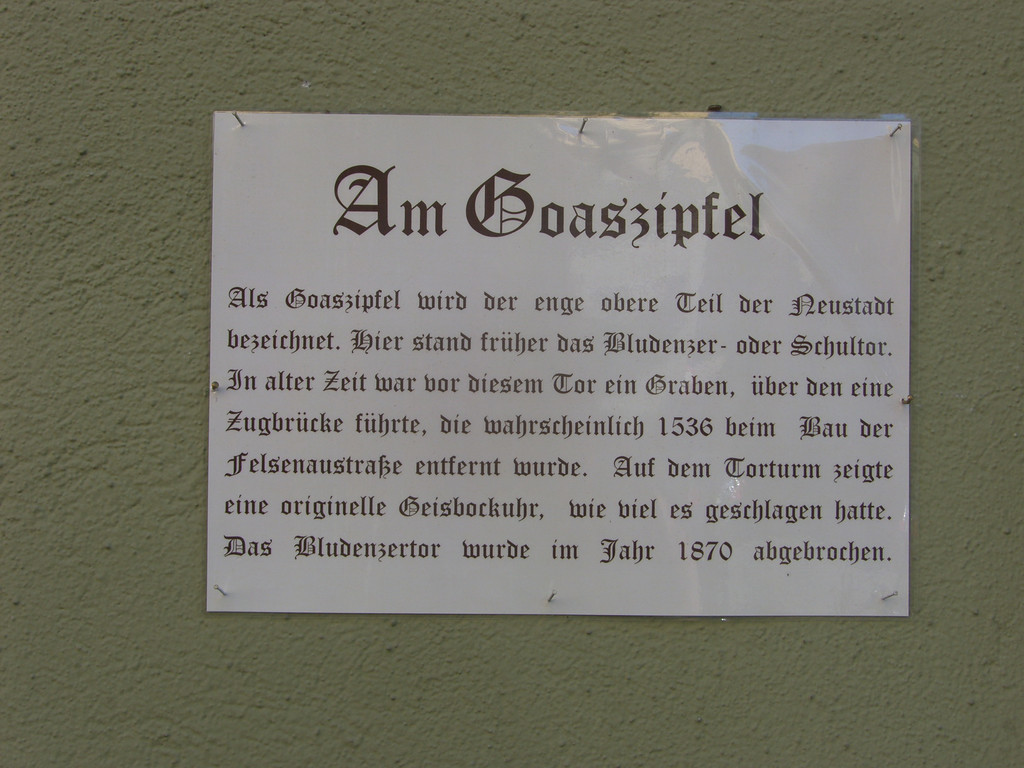 Am Goaszipfel
Als Goaszipfel wird der enge obere Teil der Neustadt
bezeichnet. Hier stand früher das Bludenzer- oder Schultor.
In alter Zeit war vor diesem Tor ein Graben, über den eine
Zugbrücke führte, die wahrscheinlich 1536 beim Bau der
Felsenaustraße entfernt wurde. Auf dem Torturm zeigte
eine originelle Geisbockuhr, wie viel es geschlagen hatte.
Das Bludenzertor wurde im Jahr 1870 abgebrochen.